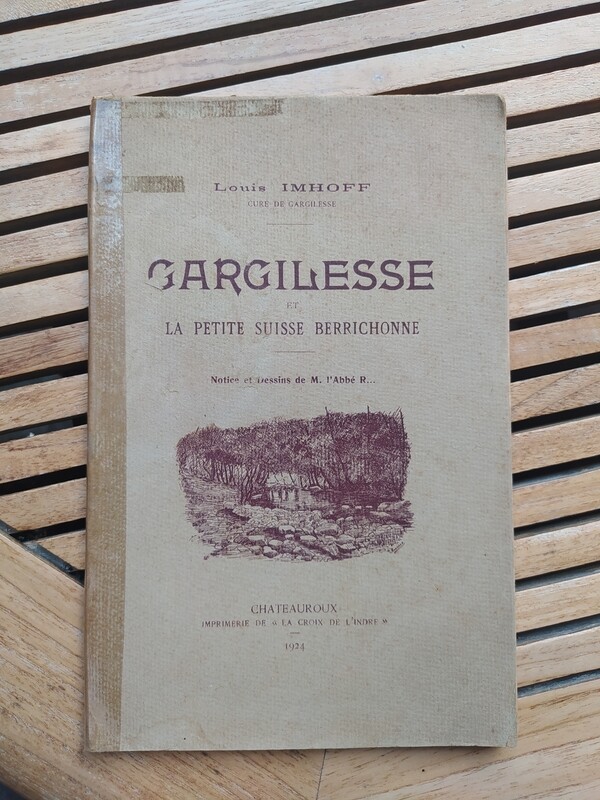 Louis IMHOFF
CURÉ DE GARGILESSE
GARGILESSE
ET
LA PETITE SUISSE BERRICHONNE
Notice et Dessins de M. l'Abbé R...
CHATEAUROUX
IMPRIMERIE DE « LA CROIX DE L'INDRE »
1924